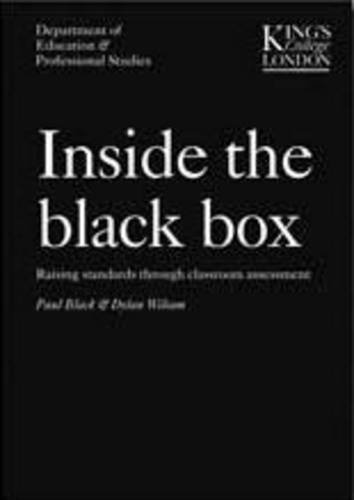 Department of
Education &
Professional Studies
KING'S
College
LONDON
Inside the
black box
Raising standards through classroom assessment
Paul Black & Dylan Wiliam